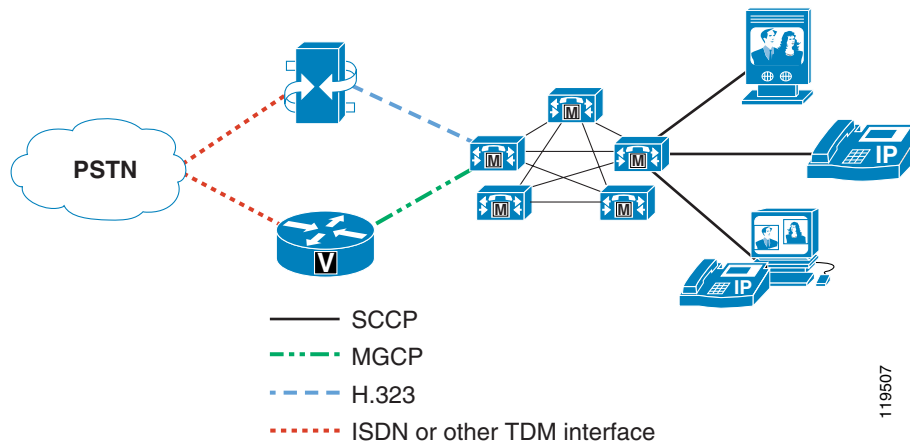 PSTN
V
M
M
M
M
M
IP
IP
SCCP
MGCP
H.323
ISDN or other TDM interface
119507